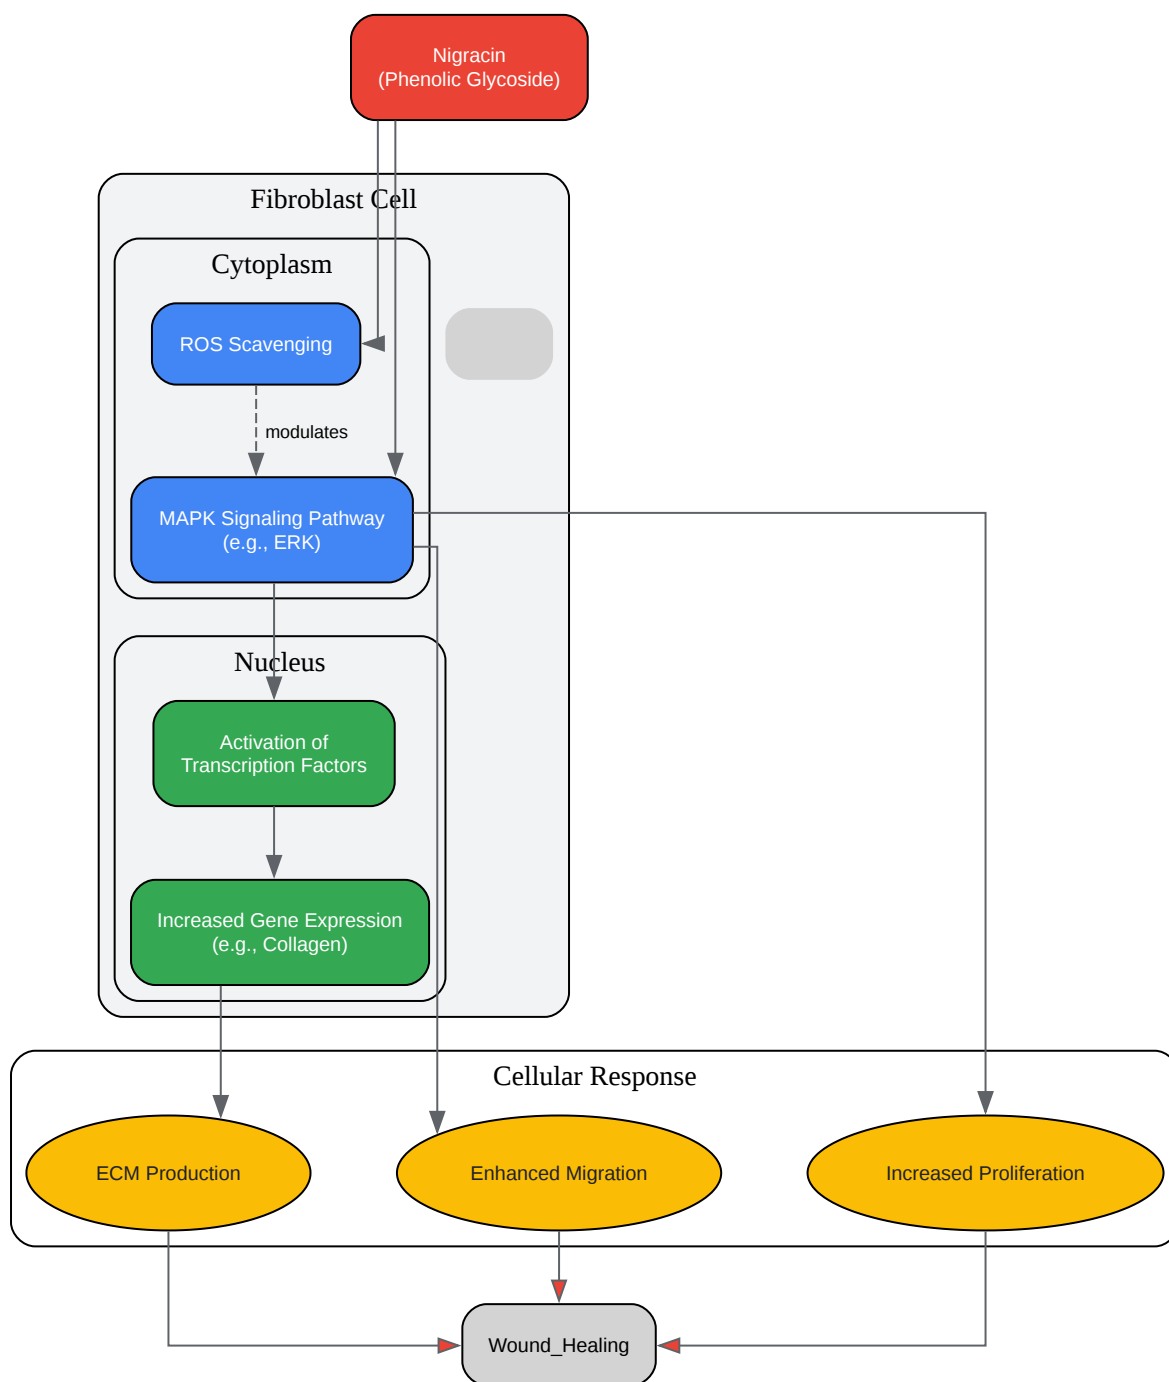 Nigracin
(Phenolic Glycoside)
Fibroblast Cell
Cytoplasm
ROS Scavenging
modulates
MAPK Signaling Pathway
(e.g., ERK)
Nucleus
Activation of
Transcription Factors
Increased Gene Expression
(e.g., Collagen)
Cellular Response
ECM Production
Enhanced Migration
Increased Proliferation
Wound_Healing